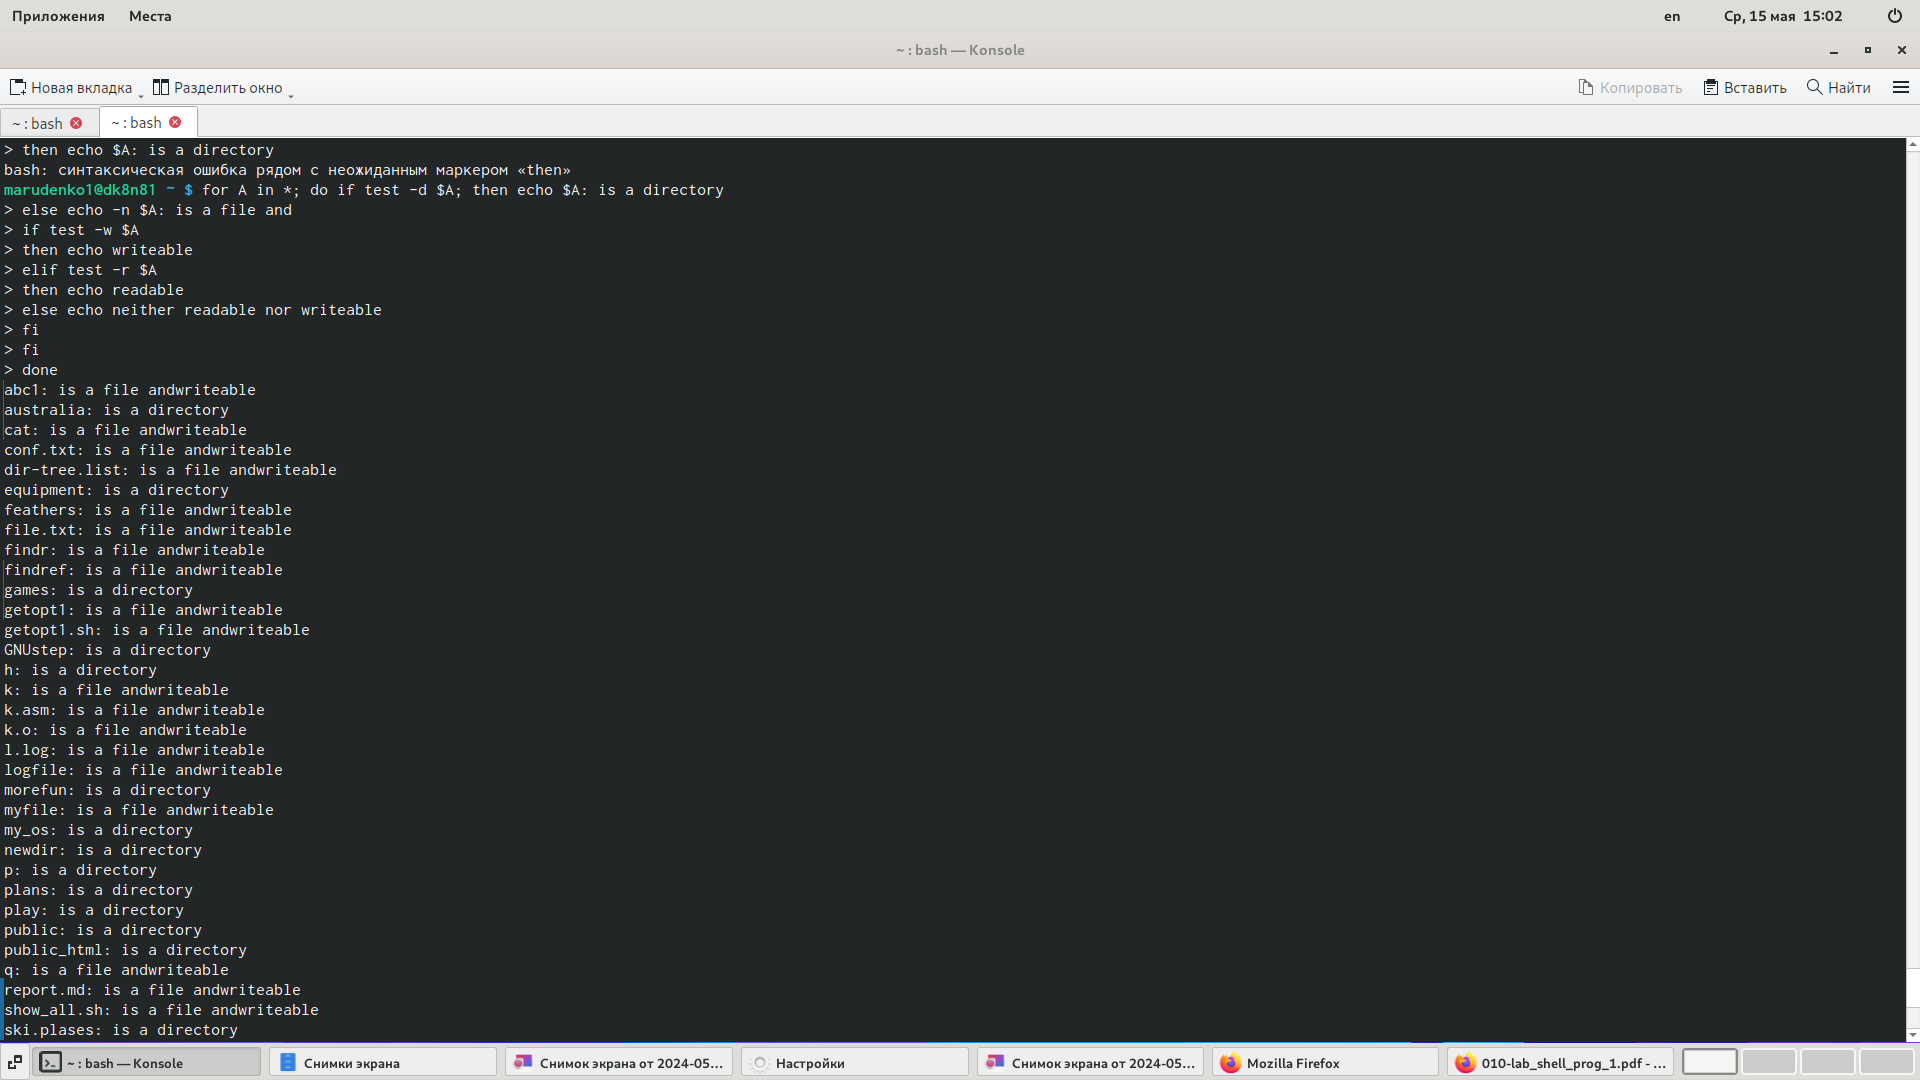 Приложения Места en Ср, 15 мая 15:02
~ : bash — Konsole
Новая вкладка Разделить окно Копировать Вставить Найти
~ : bash ~ : bash
> then echo $A: is a directory
bash: синтаксическая ошибка рядом с неожиданным маркером «then»
marudenko1@dk8n81 ~ $ for A in *; do if test -d $A; then echo $A: is a directory
> else echo -n $A: is a file and
> if test -w $A
> then echo writeable
> elif test -r $A
> then echo readable
> else echo neither readable nor writeable
> fi
> fi
> done
abc1: is a file andwriteable
australia: is a directory
cat: is a file andwriteable
conf.txt: is a file andwriteable
dir-tree.list: is a file andwriteable
equipment: is a directory
feathers: is a file andwriteable
file.txt: is a file andwriteable
findr: is a file andwriteable
findref: is a file andwriteable
games: is a directory
getopt1: is a file andwriteable
getopt1.sh: is a file andwriteable
GNUstep: is a directory
h: is a directory
k: is a file andwriteable
k.asm: is a file andwriteable
k.o: is a file andwriteable
l.log: is a file andwriteable
logfile: is a file andwriteable
morefun: is a directory
myfile: is a file andwriteable
my_os: is a directory
newdir: is a directory
p: is a directory
plans: is a directory
play: is a directory
public: is a directory
public_html: is a directory
q: is a file andwriteable
report.md: is a file andwriteable
show_all.sh: is a file andwriteable
ski.plases: is a directory
~ : bash — Konsole Снимки экрана Снимок экрана от 2024-05... Настройки Снимок экрана от 2024-05... Mozilla Firefox 010-lab_shell_prog_1.pdf - ...